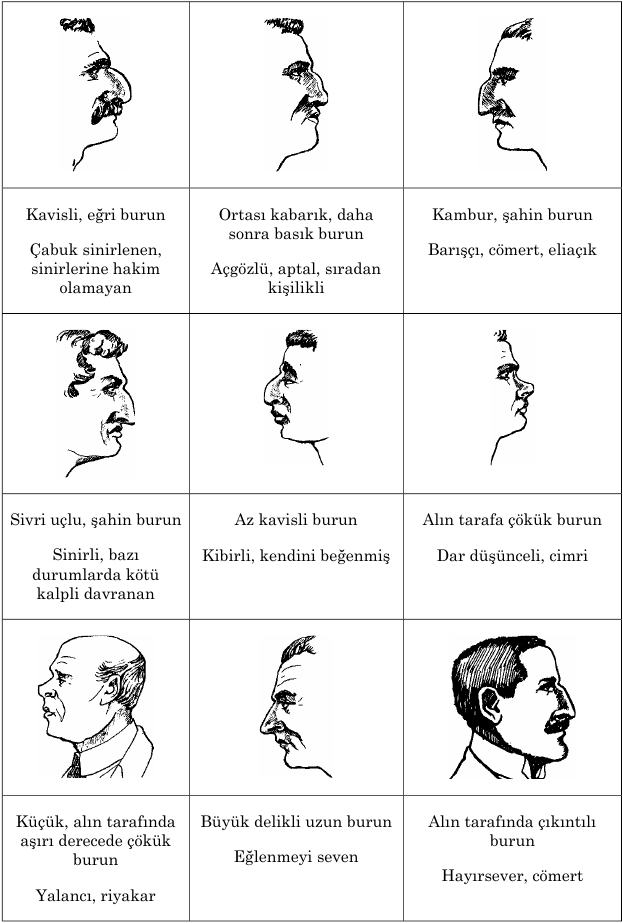 Kavisli, eğri burun
Çabuk sinirlenen,
sinirlerine hakim
olamayan
Ortası kabarık, daha
sonra basık burun
Açgözlü, aptal, sıradan
kişilikli
Kambur, şahin burun
Barışçı, cömert, eliaçık
Sivri uçlu, şahin burun
Sinirli, bazı
durumlarda kötü
kalpli davranan
Az kavisli burun
Kibirli, kendini beğenmiş
Alın tarafa çökük burun
Dar düşünceli, cimri
Küçük, alın tarafında
aşırı derecede çökük
burun
Yalancı, riyakar
Büyük delikli uzun burun
Eğlenmeyi seven
Alın tarafında çıkıntılı
burun
Hayırsever, cömert